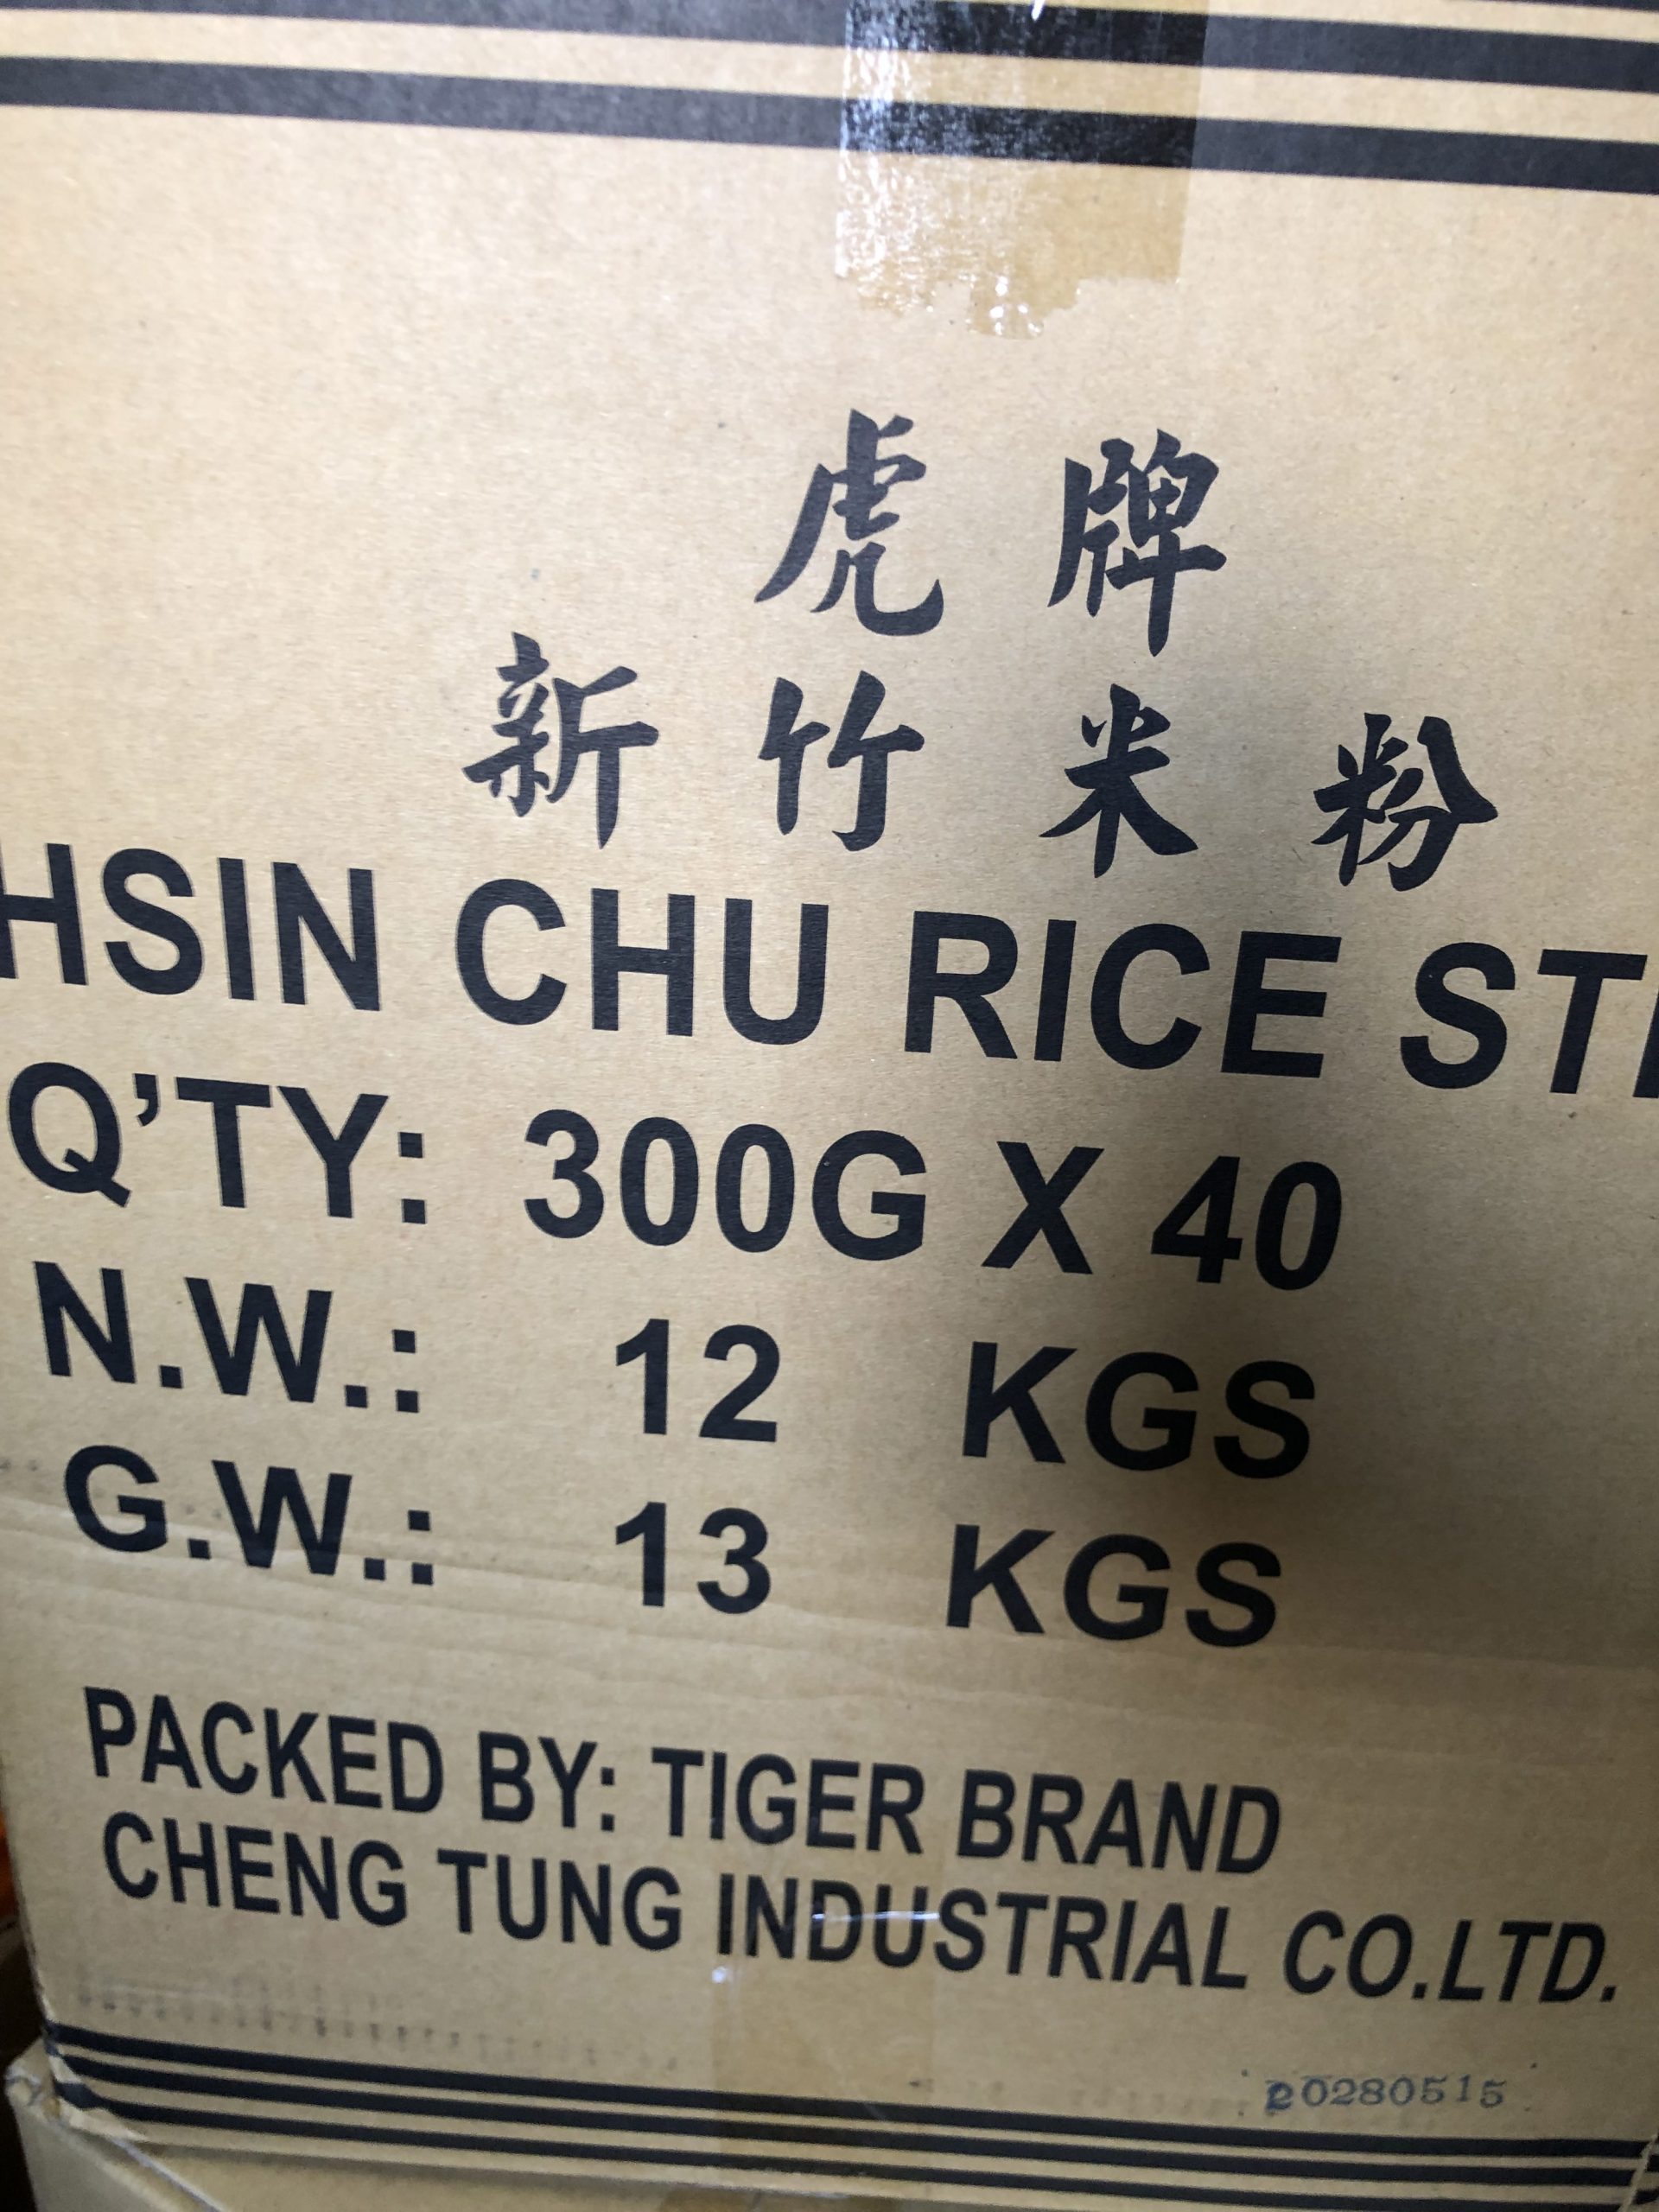 虎牌
新竹米粉
HSIN CHU RICE
Q'TY: 300G X 40
N.W.: 12 KGS
G.W.: 13 KGS
PACKED BY: TIGER BRAND
CHENG TUNG INDUSTRIAL CO.LTD.
20280515